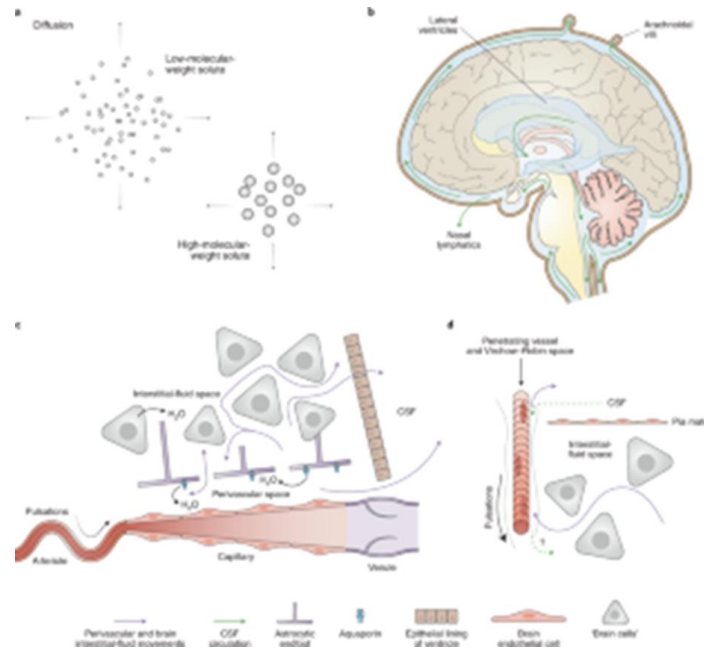 a
Diffusion
Low-molecular-
weight solute
High-molecular-
weight solute
b
Lateral
ventricles
Arachnoidal
villi
Nasal
lymphatics
c
Interstitial-fluid space
H₂O
CSF
H₂O
H₂O
Perivascular space
Pulsations
Arteriole
Capillary
Venule
d
Penetrating vessel
and Virchow-Robin space
CSF
Pia mater
Interstitial-
fluid space
Pulsations
?
Perivascular and brain
interstitial-fluid movements
CSF
circulation
Astrocytic
endfoot
Aquaporin
Epithelial lining
of ventricle
Brain
endothelial cell
'Brain cells'